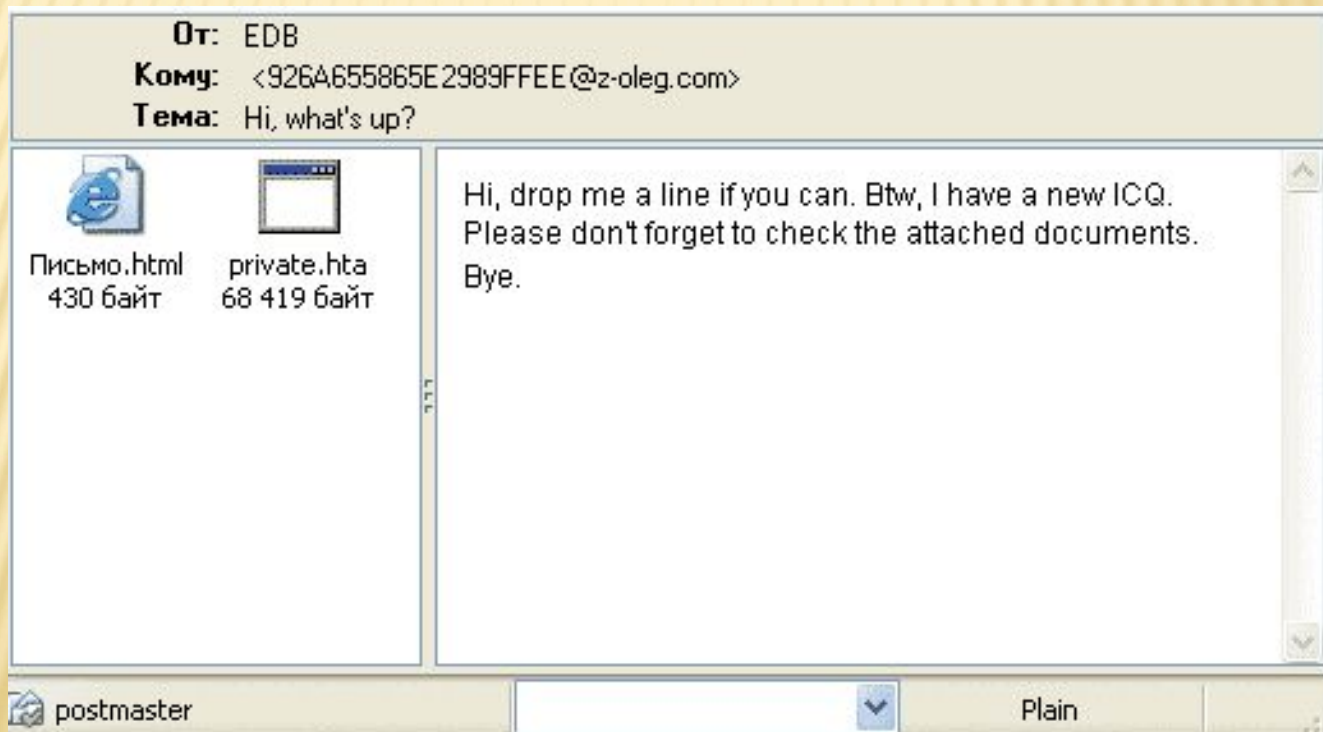 От: EDB
Кому: <926A655865E2989FFEE@z-oleg.com>
Тема: Hi, what's up?
Письмо.html
430 байт
private.hta
68 419 байт
Hi, drop me a line if you can. Btw, I have a new ICQ.
Please don't forget to check the attached documents.
Bye.
postmaster
Plain